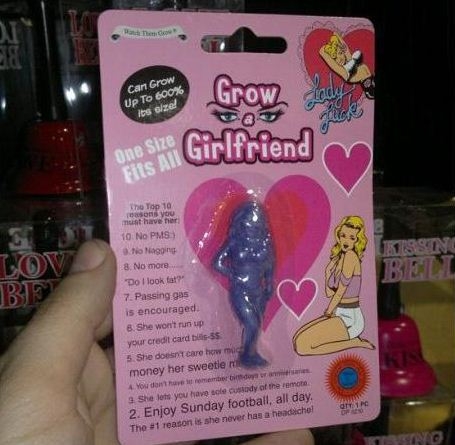 Watch Them Grow®
Can Grow
Up To 600%
its size!
Grow
a
Girlfriend
Lady
Luck
One Size
Fits All
The Top 10
reasons you
must have her:
10. No PMS:)
9. No Nagging.
8. No more......
"Do I look fat?"
7. Passing gas
is encouraged.
6. She won't run up
your credit card bills-$$.
5. She doesn't care how muc
money her sweetie m
4. You don't have to remember birthdays or anniversaries.
3. She lets you have sole custody of the remote.
2. Enjoy Sunday football, all day.
The #1 reason is she never has a headache!
QTY: 1 PC
LOV
BE
KISSING
BELL
KIS